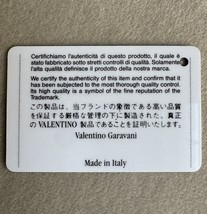 Certifichiamo l'autenticità di questo prodotto, il quale è
stato fabbricato sotto stretti controlli di qualità. Solamente
l'alta qualità definisce il prodotto della nostra marca.
We certify the authenticity of this item and confirm that it
has been subjected to the most thorough quality control.
Its high quality is a symbol of the fine reputation of the
Trademark.
この製品は、当ブランドの象徴である高い品質
を保証する厳格な管理の下に製造された、真正
の VALENTINO 製品であることを証明いたします。
Valentino Garavani
Made in Italy